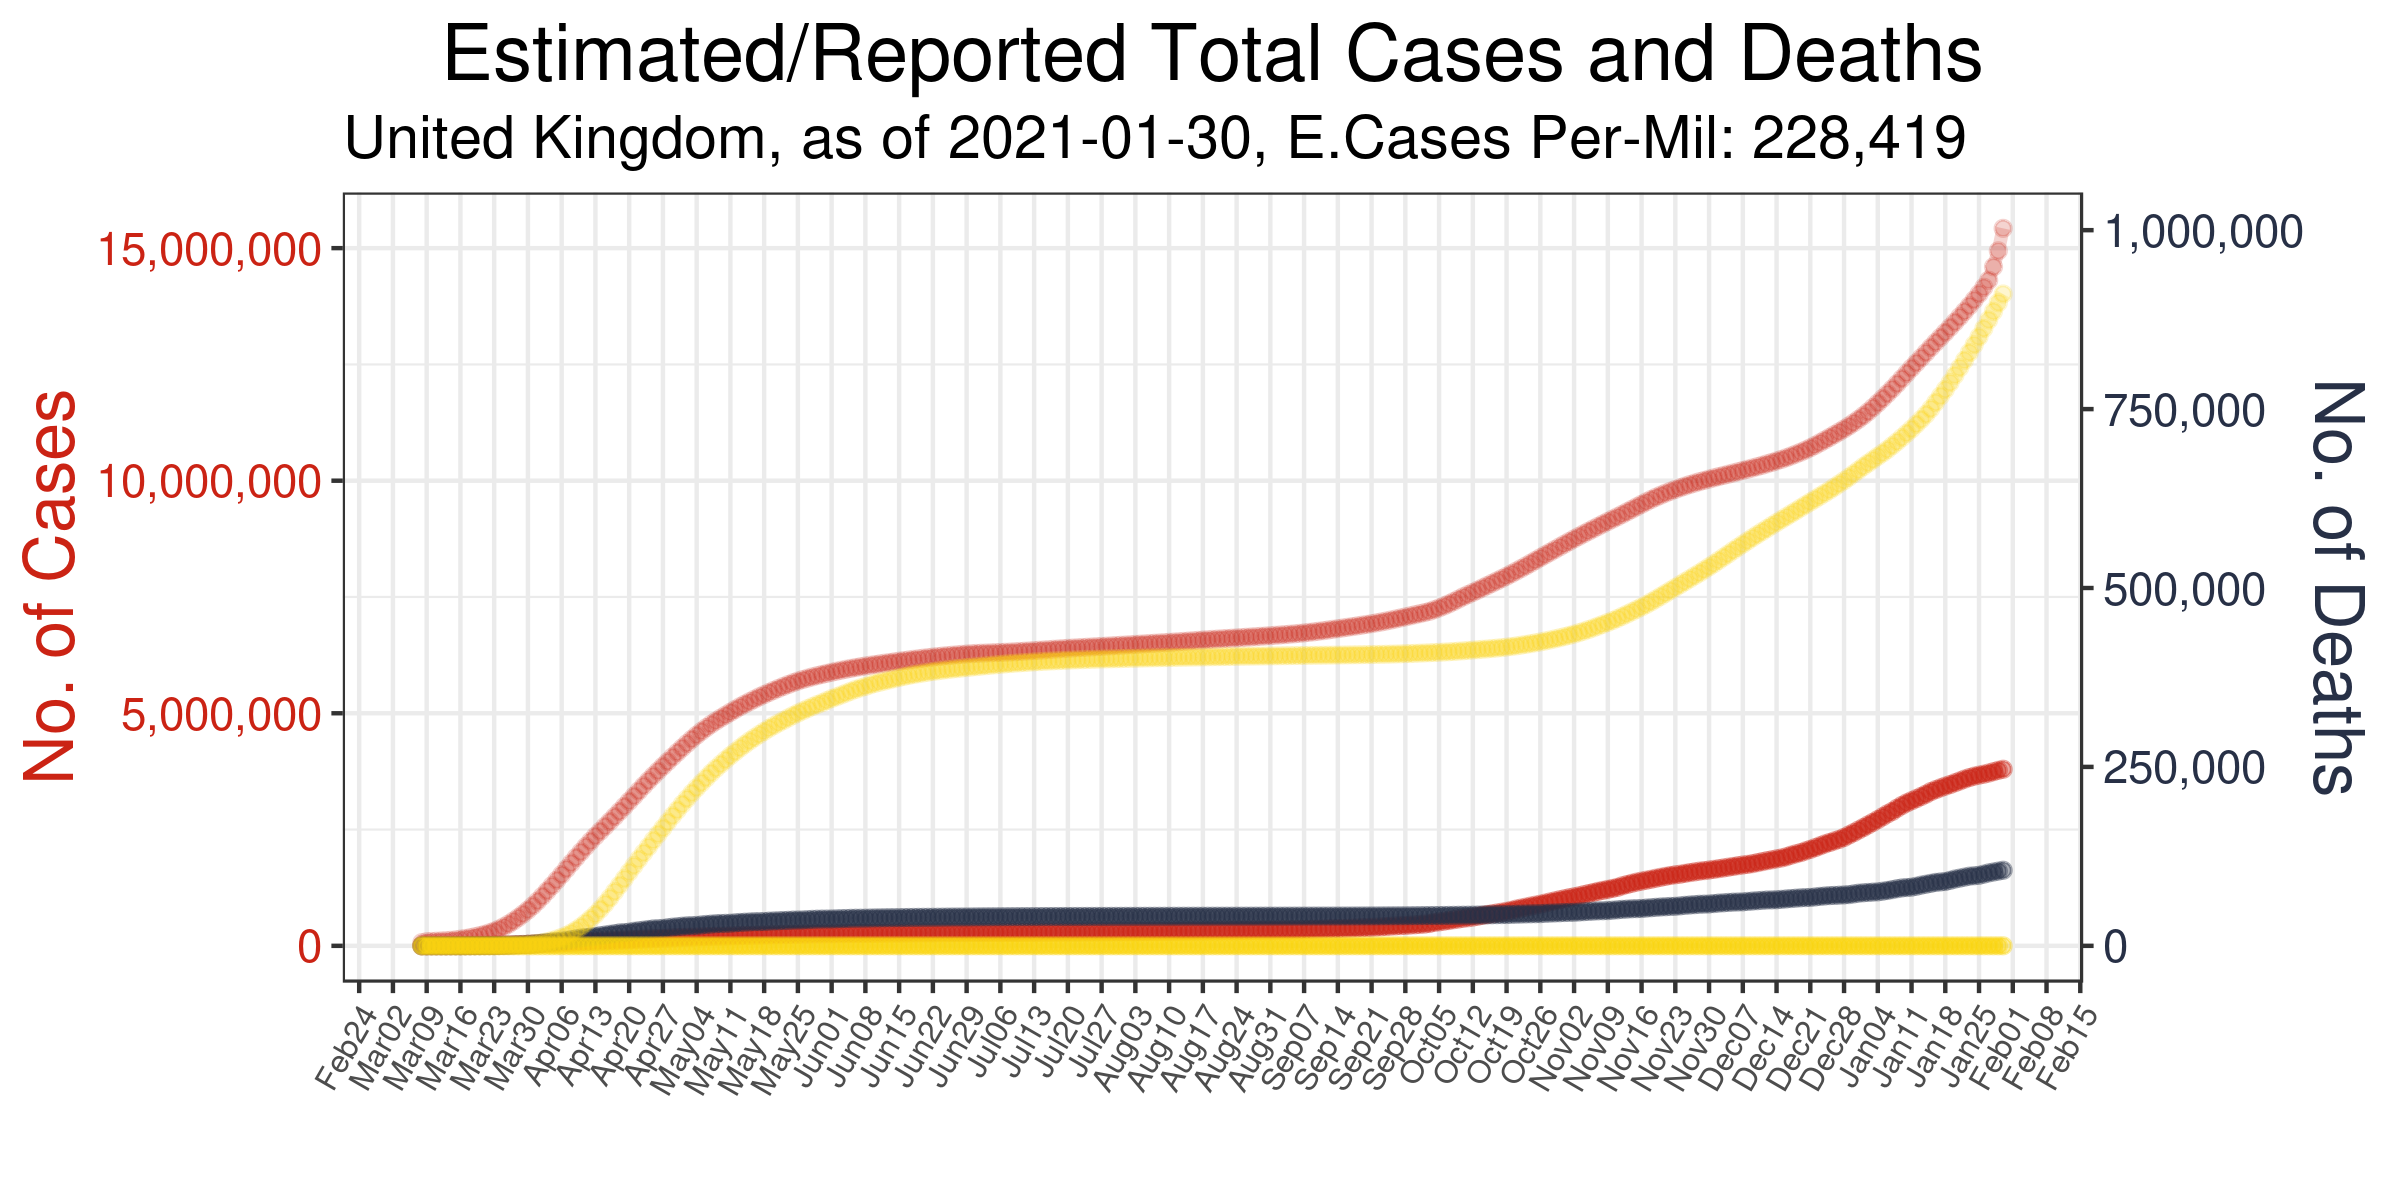 Estimated/Reported Total Cases and Deaths
United Kingdom, as of 2021-01-30, E.Cases Per-Mil: 228,419
No. of Cases
15,000,000
10,000,000
5,000,000
0
1,000,000
750,000
500,000
250,000
0
No. of Deaths
Feb24
Mar02
Mar09
Mar16
Mar23
Mar30
Apr06
Apr13
Apr20
Apr27
May04
May11
May18
May25
Jun01
Jun08
Jun15
Jun22
Jun29
Jul06
Jul13
Jul20
Jul27
Aug03
Aug10
Aug17
Aug24
Aug31
Sep07
Sep14
Sep21
Sep28
Oct05
Oct12
Oct19
Oct26
Nov02
Nov09
Nov16
Nov23
Nov30
Dec07
Dec14
Dec21
Dec28
Dec04
Jan11
Jan18
Jan25
Feb01
Feb08
Feb15